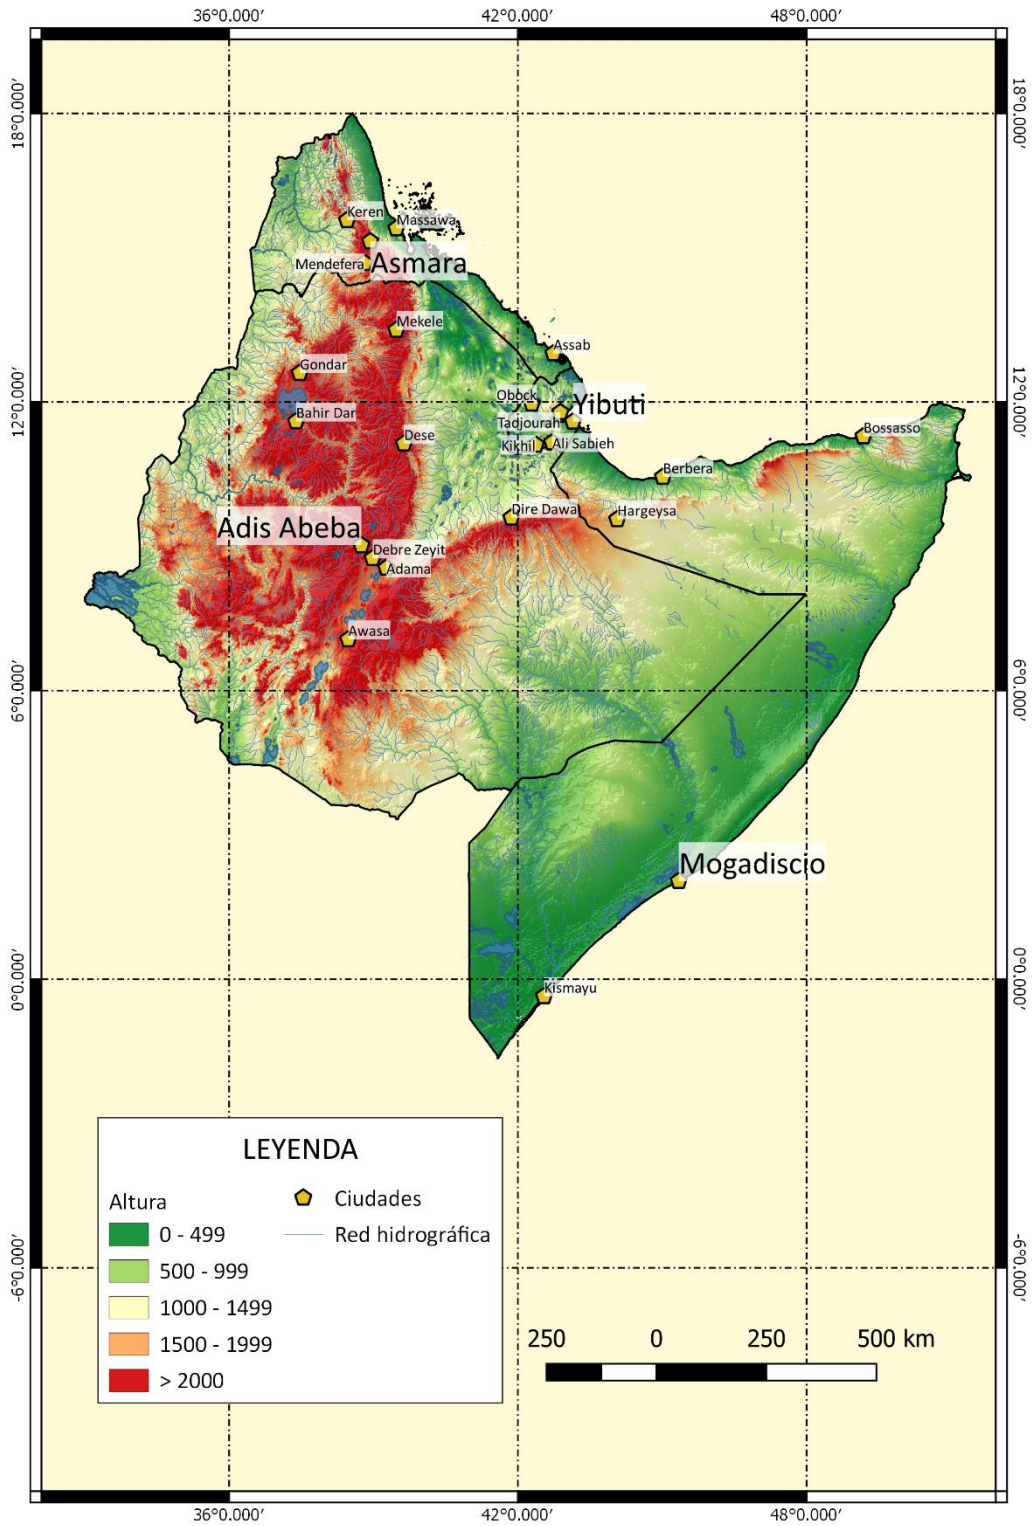 36°0.000′ 42°0.000′ 48°0.000′
18°0.000′ 18°0.000′
Keren
Massawa
Mendefera
Asmara
Mekele
Assab
Gondar
12°0.000′ 12°0.000′
Obock
Yibuti
Bahir Dar
Tadjourah
Dese
Kikhil
Ali Sabieh
Bossasso
Berbera
Dire Dawa
Hargeysa
Adis Abeba
Debre Zeyit
Adama
Awasa
6°0.000′ 6°0.000′
Mogadiscio
0°0.000′ 0°0.000′
Kismayu
LEYENDA
Altura
0 - 499
500 - 999
1000 - 1499
1500 - 1999
> 2000
Ciudades
Red hidrográfica
-6°0.000′ -6°0.000′
250 0 250 500 km
36°0.000′ 42°0.000′ 48°0.000′